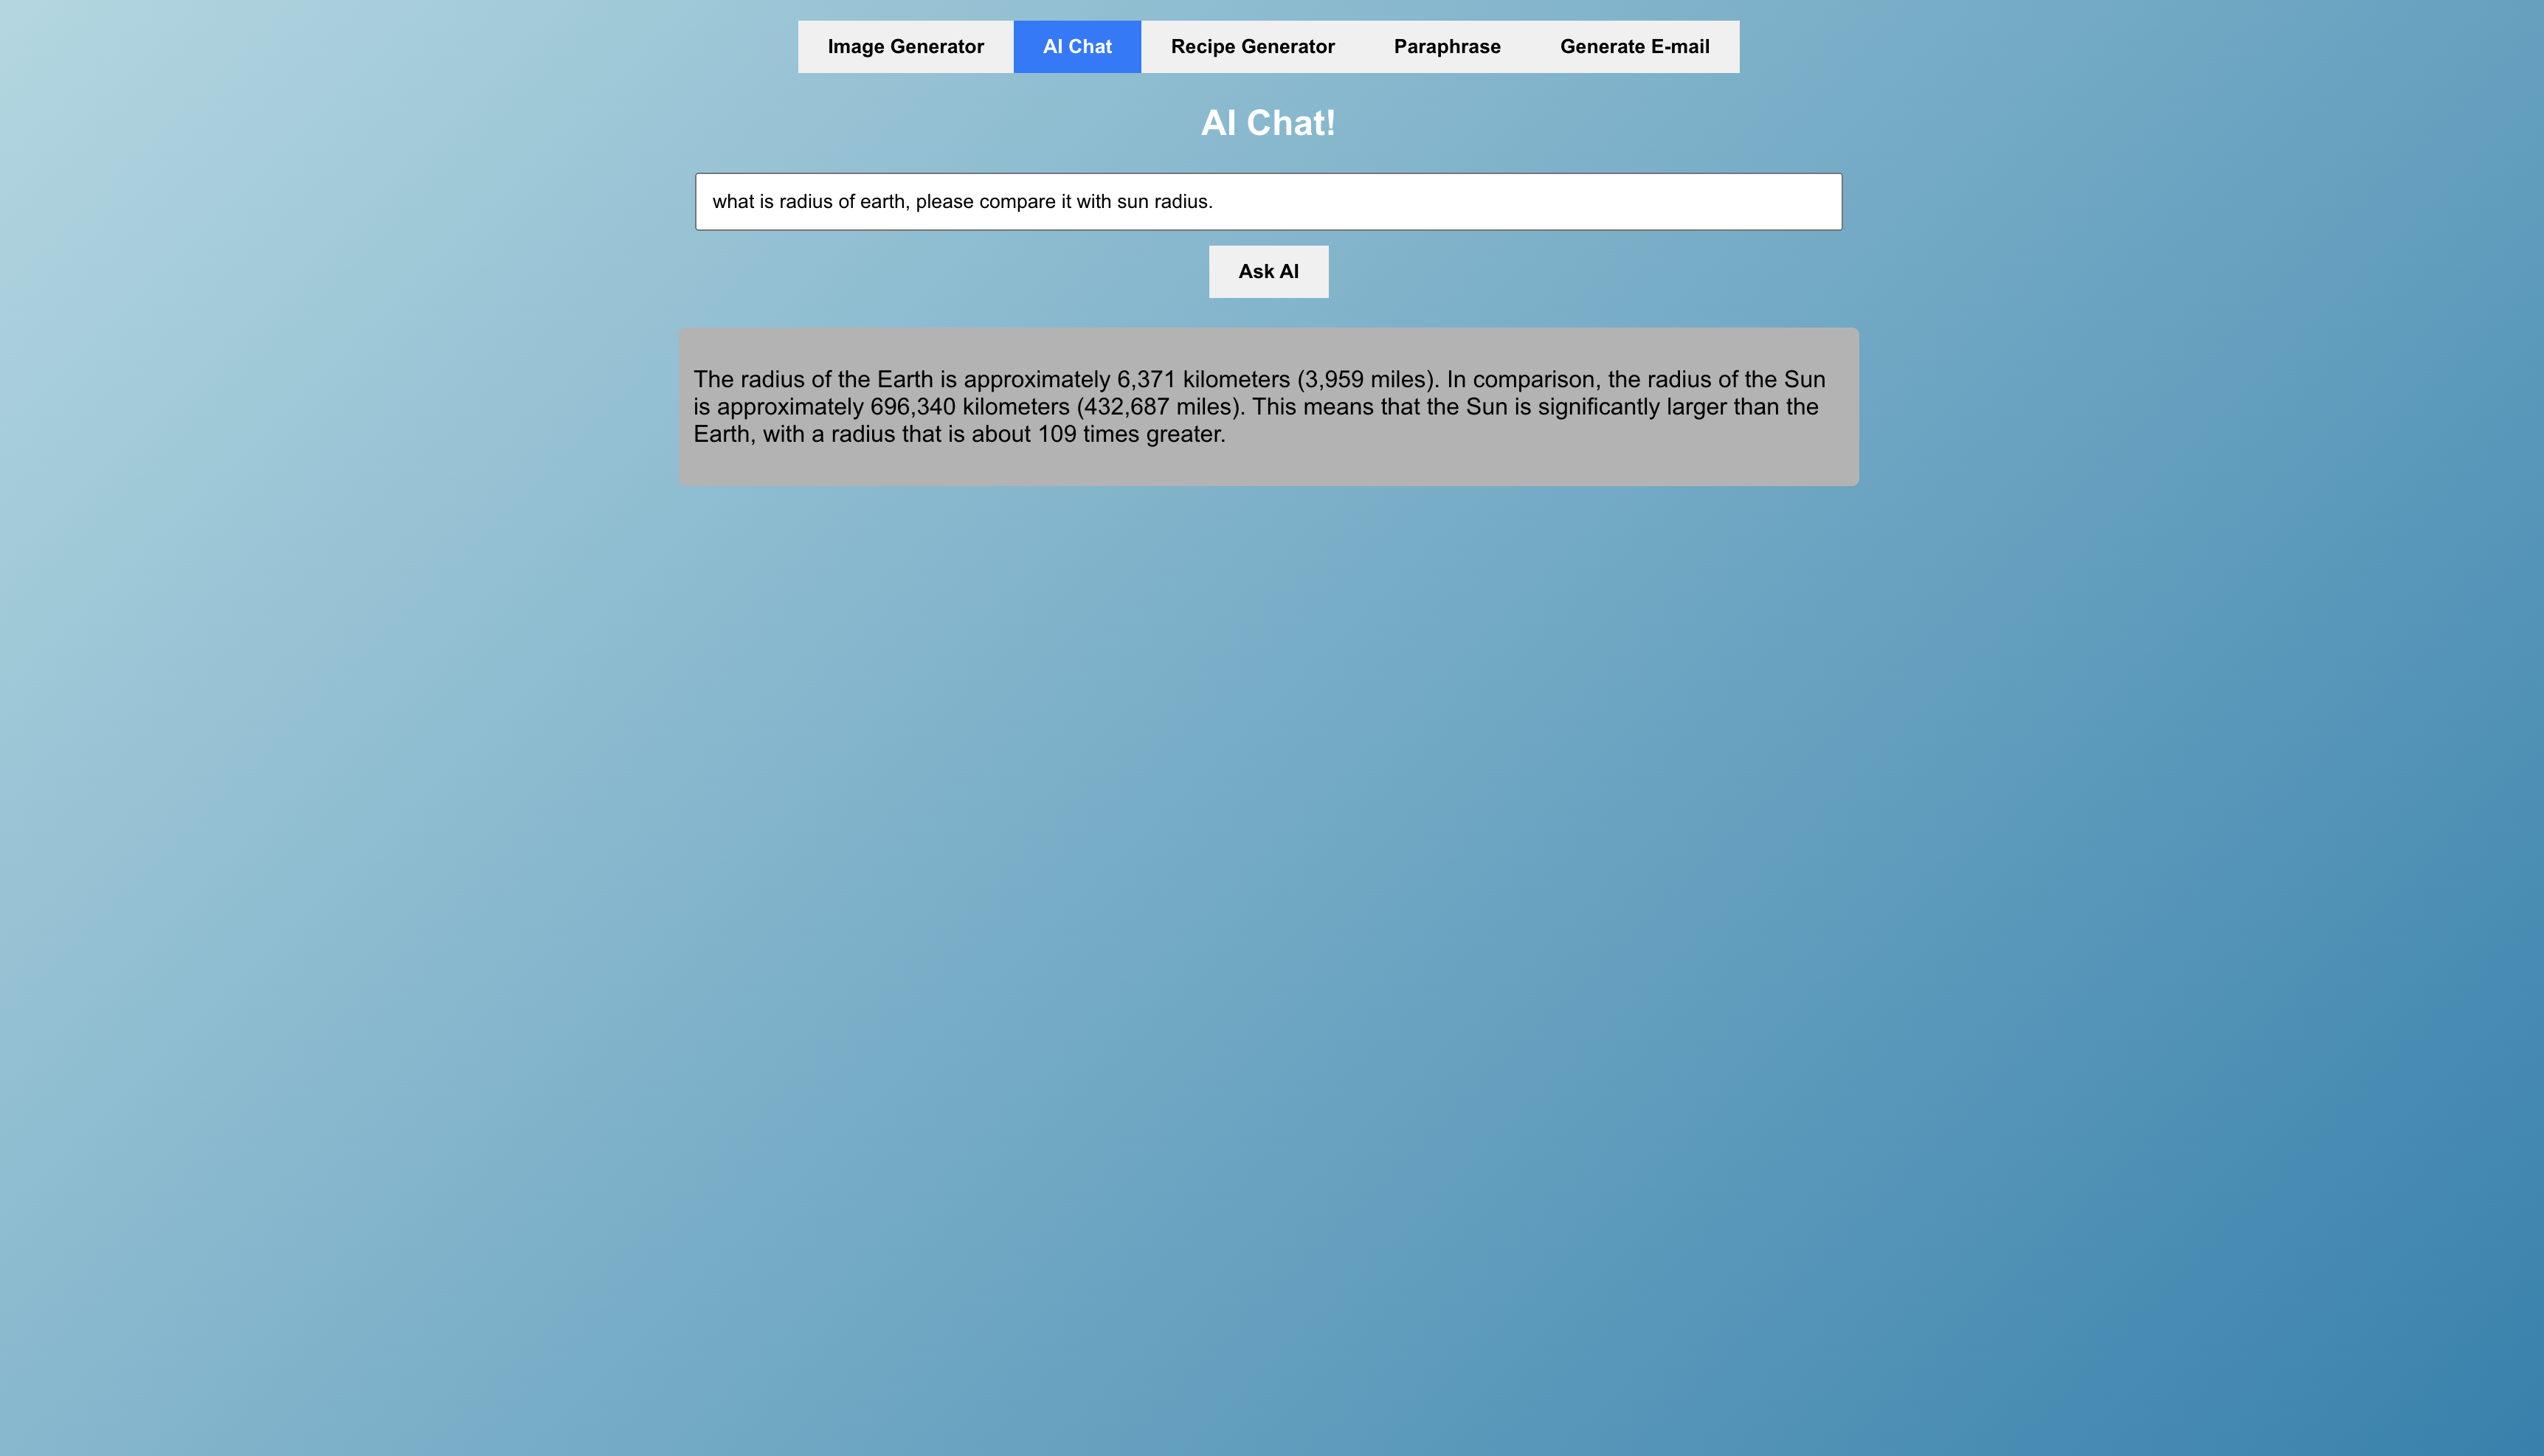 Image Generator AI Chat Recipe Generator Paraphrase Generate E-mail
AI Chat!
what is radius of earth, please compare it with sun radius.
Ask AI
The radius of the Earth is approximately 6,371 kilometers (3,959 miles). In comparison, the radius of the Sun
is approximately 696,340 kilometers (432,687 miles). This means that the Sun is significantly larger than the
Earth, with a radius that is about 109 times greater.